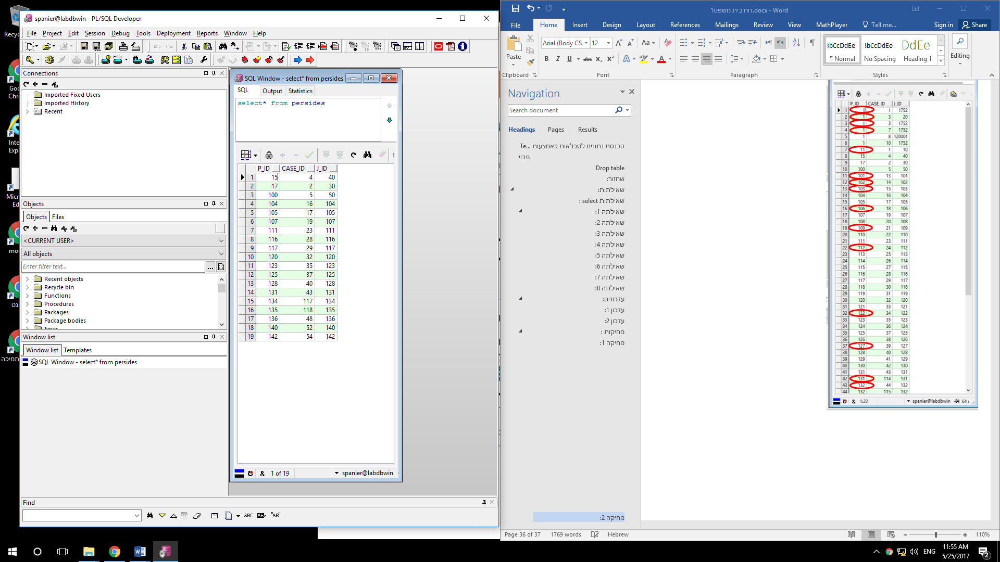 Recyc
Goo
Chro
Inte
Expl
Micr
Ed
mo
נט-
תמיכה
spanier@labdbwin - PL/SQL Developer
File Project Edit Session Debug Tools Deployment Reports Window Help
Connections
Imported Fixed Users
Imported History
Recent
Objects
Objects Files
<CURRENT USER>
All objects
Enter filter text...
Recent objects
Recycle bin
Functions
Procedures
Packages
Package bodies
Types
Window list
Window list Templates
SQL Window - select* from persides
SQL Window - select* from persides
SQL Output Statistics
select* from persides
P_ID CASE_ID J_ID
1 15 4 40
2 17 2 30
3 100 5 50
4 104 16 104
5 105 17 105
6 107 19 107
7 111 23 111
8 116 28 116
9 117 29 117
10 120 32 120
11 123 35 123
12 125 37 125
13 128 40 128
14 131 43 131
15 134 117 134
16 135 118 135
17 136 48 136
18 140 52 140
19 142 54 142
& 1 of 19 spanier@labdbwin
Find
ABC "AB"
דוח בית משפט1.docx - Word
File Home Insert Design Layout References Mailings Review View MathPlayer Tell me... Sign in Share
Paste
Arial (Body CS) 12
Aa
B I U abc x₂ x² A A
Clipboard Font Paragraph Styles
AaBbCcDdEe AaBbCcDdEe DdEe
¶ Normal No Spacing Heading 1
Editing
Navigation
Search document
Headings Pages Results
הכנסת נתונים לטבלאות באמצעות Te...
גיבוי
Drop table
שחזור:
שאילתות:
שאילתות select :
שאילתה 1:
שאילתה 2:
שאילתה 3:
שאילתה 4:
שאילתה 5:
שאילתה 6:
שאילתה 7:
שאילתה 8:
עדכונים:
עדכון 1:
עדכון 2:
מחיקות :
מחיקה 1:
מחיקה 2:
P_ID CASE_ID J_ID
1 1 1 1752
2 1 3 20
3 1 3 1752
4 1 7 1752
5 1 8 120001
6 1 10 1752
7 11 1 10
8 15 4 40
9 17 2 30
10 100 5 50
11 101 13 101
12 102 14 102
13 103 15 103
14 104 16 104
15 105 17 105
16 106 18 106
17 107 19 107
18 108 20 108
19 109 21 109
20 110 22 110
21 111 23 111
22 112 24 112
23 113 25 113
24 114 26 114
25 115 27 115
26 116 28 116
27 117 29 117
28 118 30 118
29 119 31 119
30 120 32 120
31 121 33 121
32 122 34 122
33 123 35 123
34 124 36 124
35 125 37 125
36 126 38 126
37 127 39 127
38 128 40 128
39 129 41 129
40 130 42 130
41 131 43 131
42 131 114 131
43 132 44 132
44 132 115 132
& 1:22 spanier@labdbwin 64
Page 36 of 37 1769 words Hebrew 110%
ENG 11:55 AM
5/25/2017
2